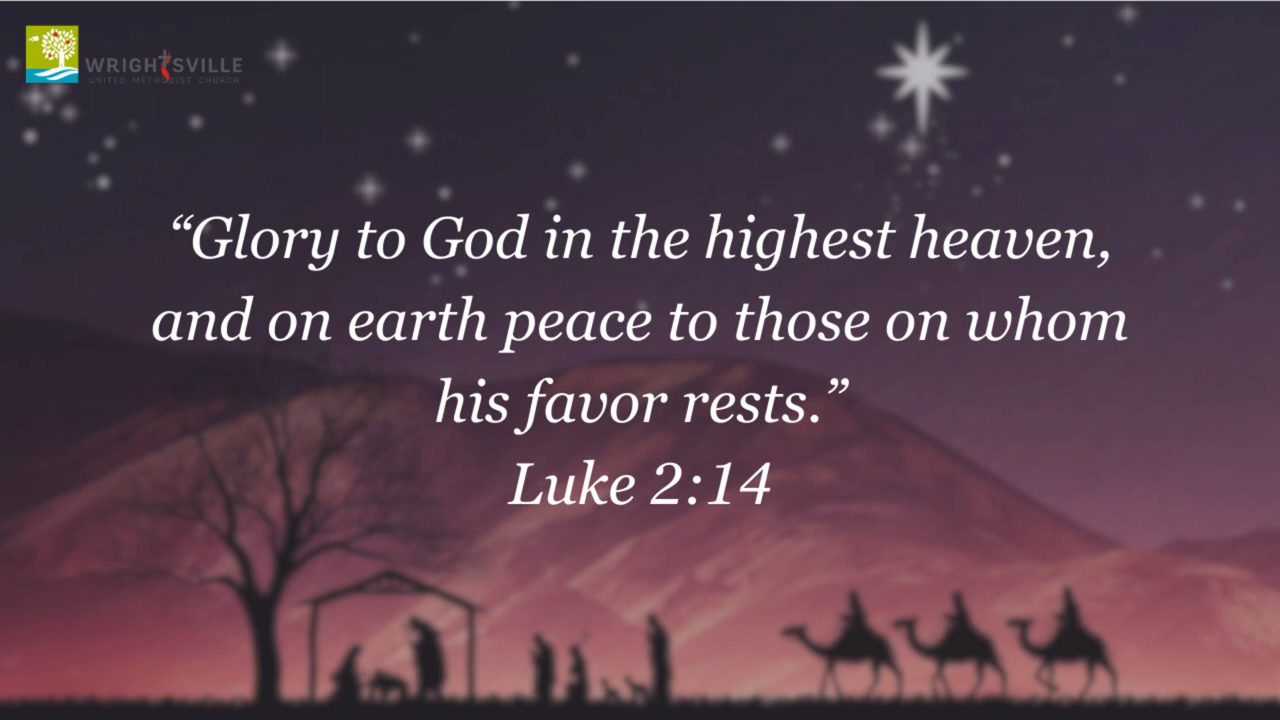 WRIGHTSVILLE
UNITED METHODIST CHURCH
“Glory to God in the highest heaven,
and on earth peace to those on whom
his favor rests.”
Luke 2:14